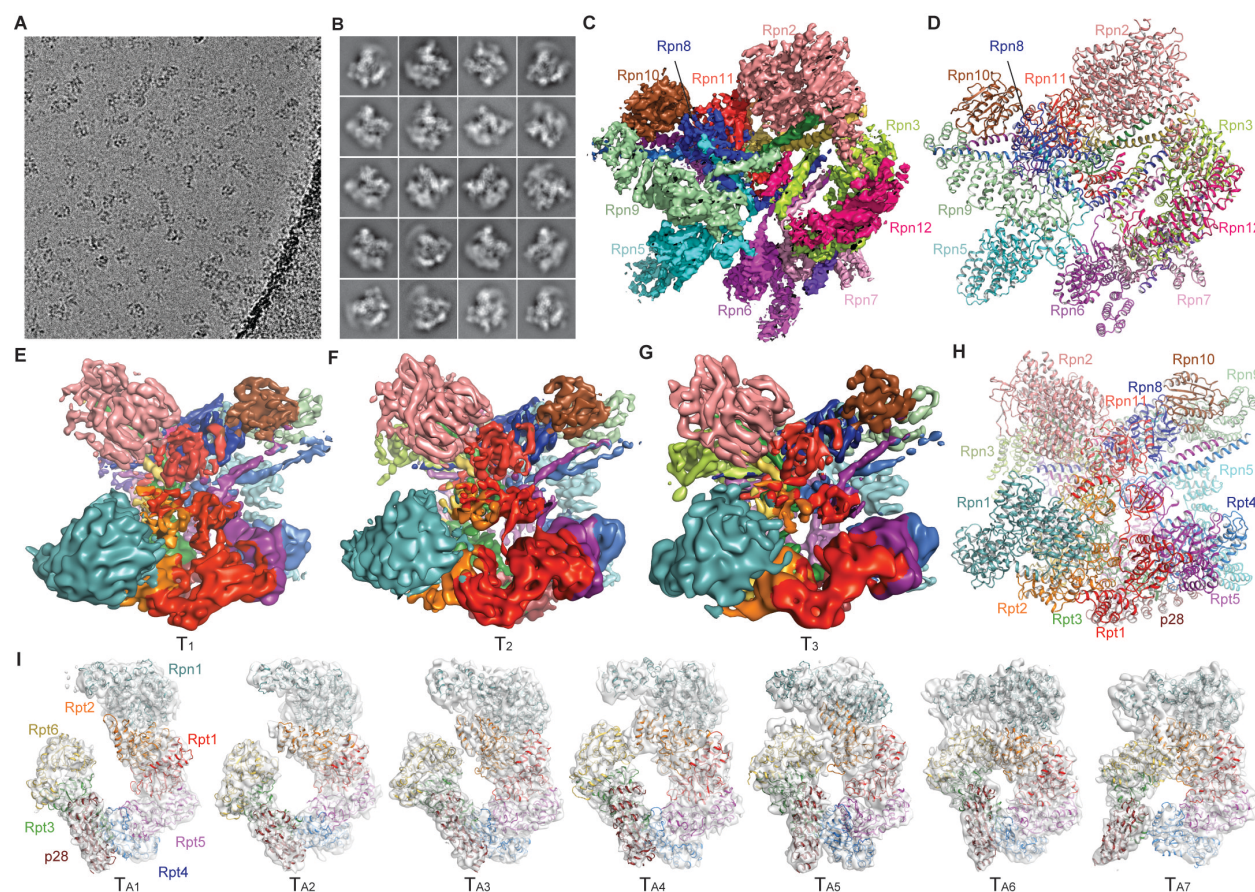 A
B
C
D
Rpn2
Rpn8
Rpn10
Rpn11
Rpn3
Rpn9
Rpn12
Rpn5
Rpn6
Rpn7
Rpn2
Rpn8
Rpn10
Rpn11
Rpn3
Rpn9
Rpn5
Rpn12
Rpn6
Rpn7
E
F
G
H
Rpn2
Rpn10
Rpn8
Rpn9
Rpn11
Rpn3
Rpn5
Rpn1
Rpt4
Rpt2
Rpt5
Rpt3
p28
Rpt1
T1
T2
T3
I
Rpn1
Rpt2
Rpt6
Rpt1
Rpt3
Rpt5
p28
Rpt4
TA1
TA2
TA3
TA4
TA5
TA6
TA7